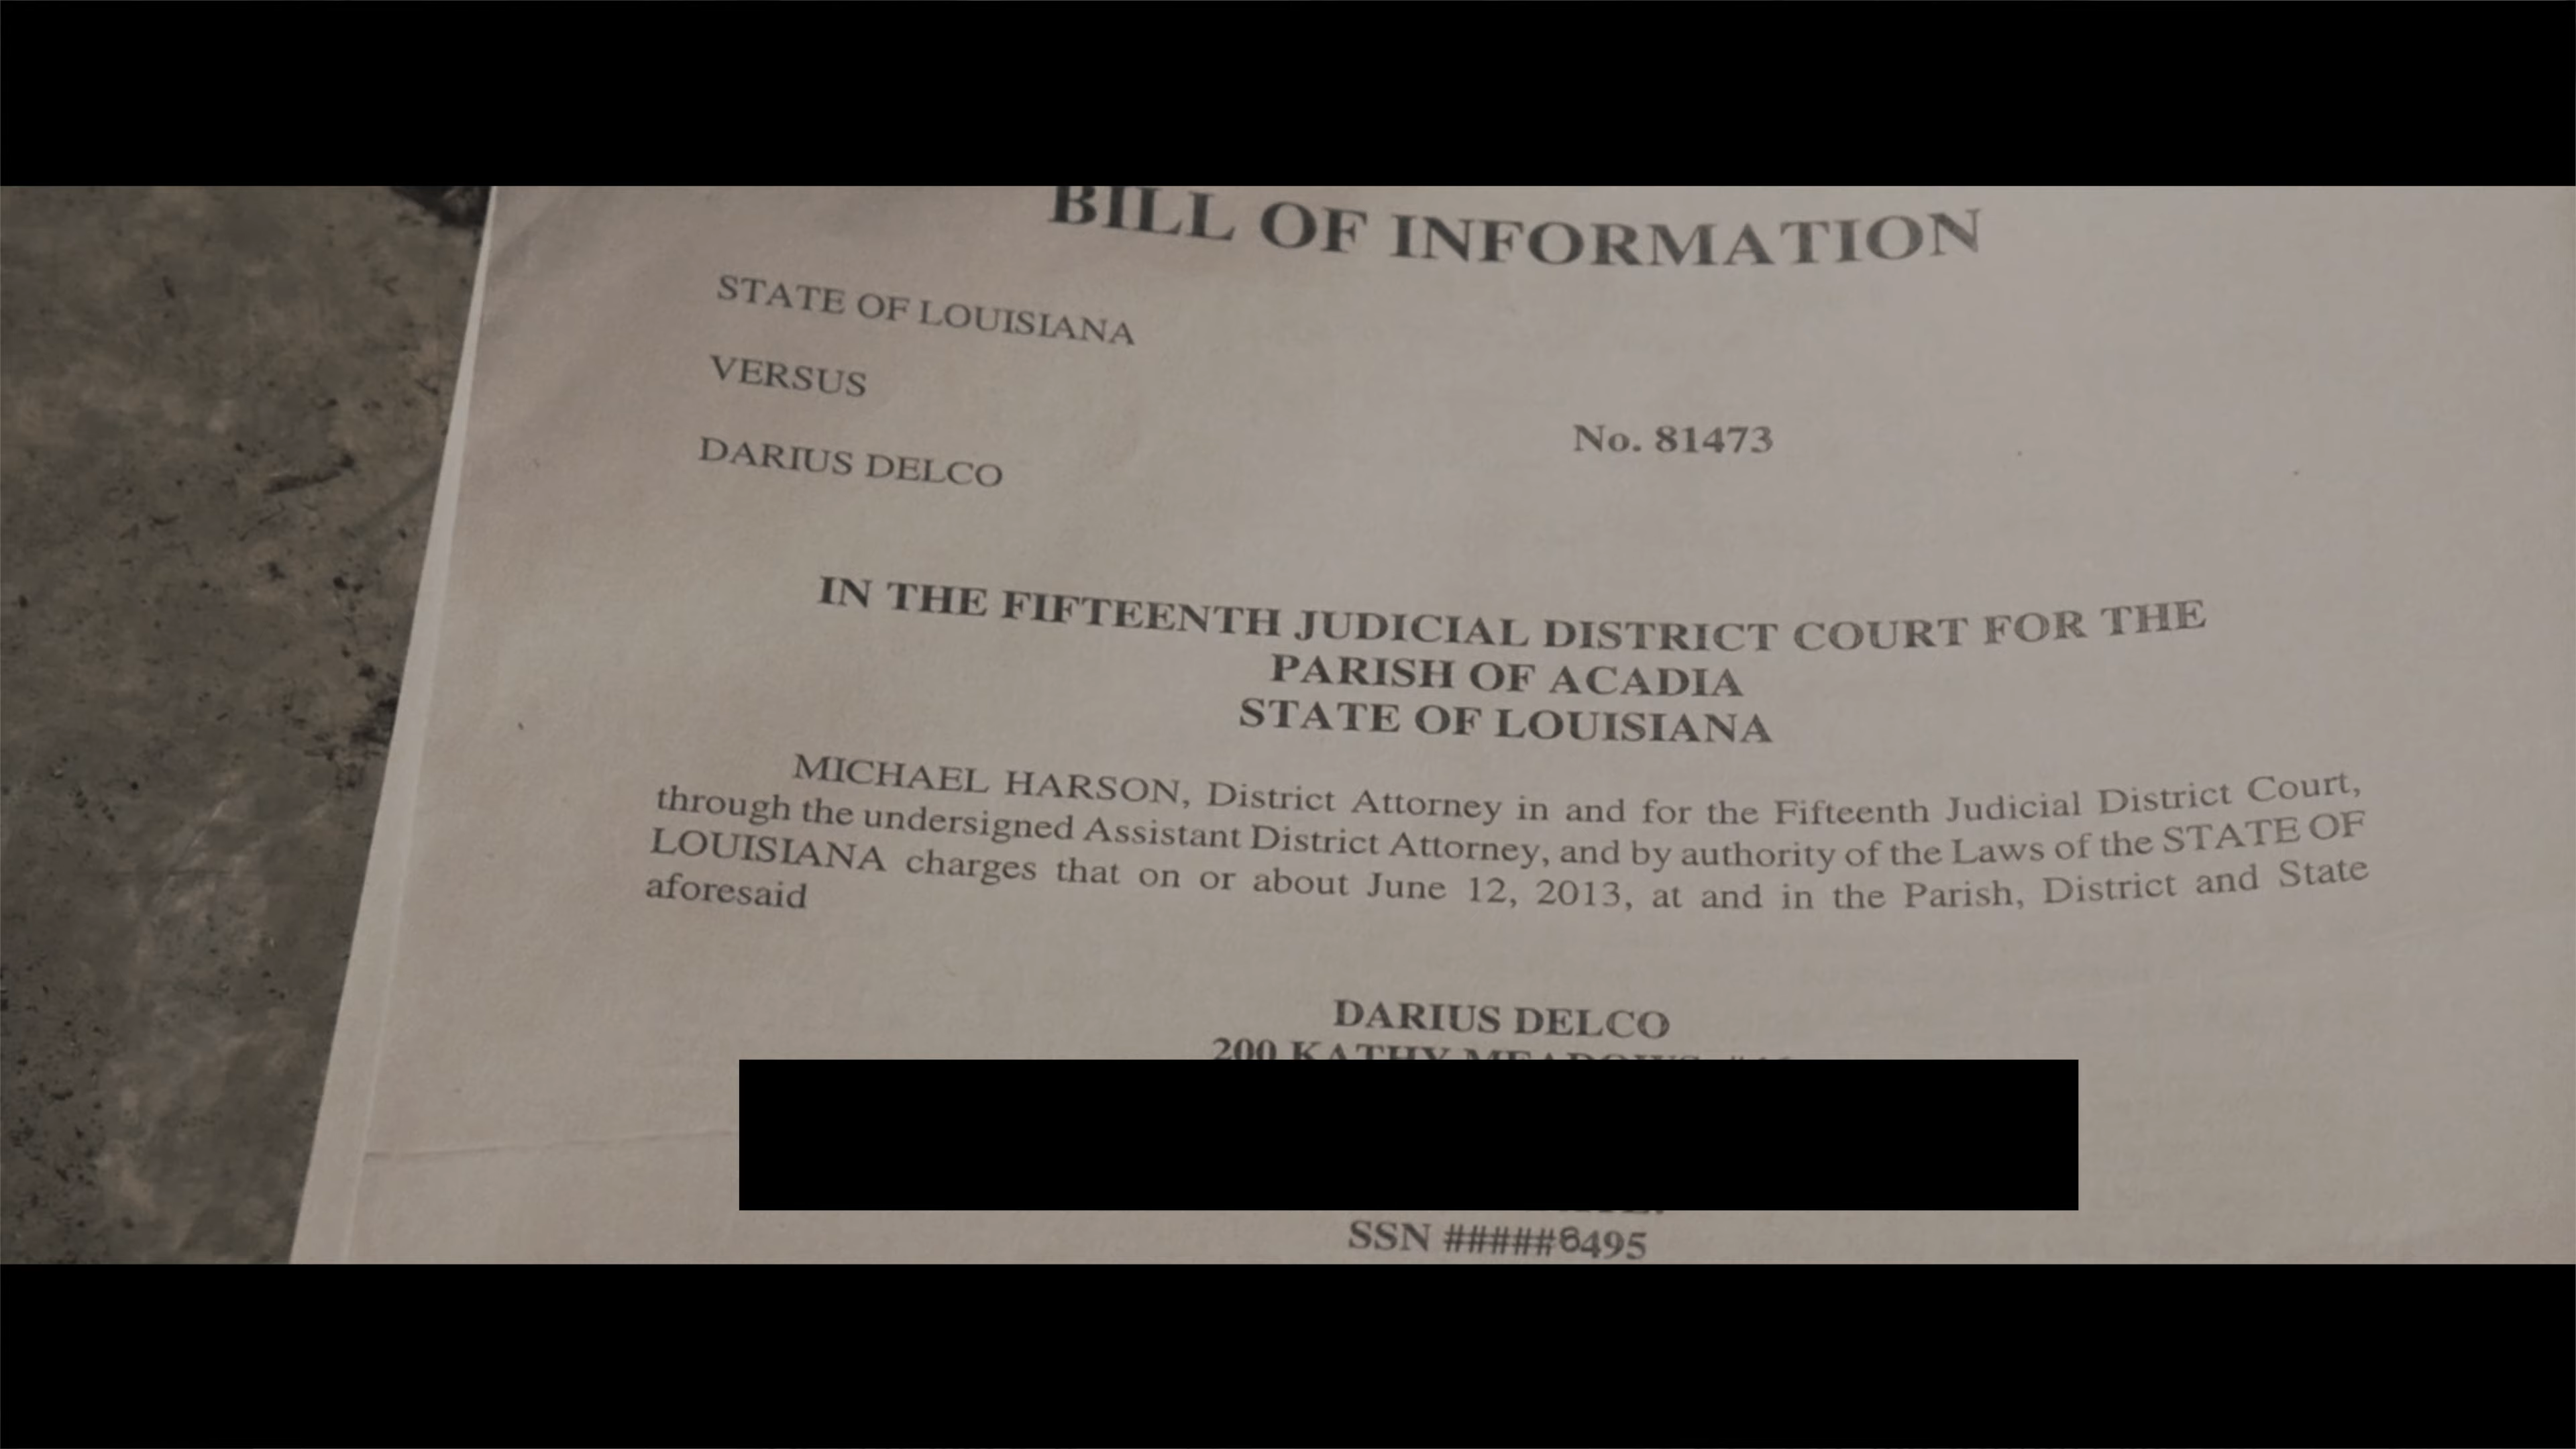 BILL OF INFORMATION
STATE OF LOUISIANA
VERSUS
No. 81473
DARIUS DELCO
IN THE FIFTEENTH JUDICIAL DISTRICT COURT FOR THE
PARISH OF ACADIA
STATE OF LOUISIANA
MICHAEL HARSON, District Attorney in and for the Fifteenth Judicial District Court,
through the undersigned Assistant District Attorney, and by authority of the Laws of the STATE OF
LOUISIANA charges that on or about June 12, 2013, at and in the Parish, District and State
aforesaid
DARIUS DELCO
200 KATHY MEADOWS
SSN #####6495